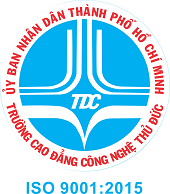 ỦY BAN NHÂN DÂN THÀNH PHỐ HỒ CHÍ MINH
TDC
TRƯỜNG CAO ĐẲNG CÔNG NGHỆ THỦ ĐỨC
ISO 9001:2015